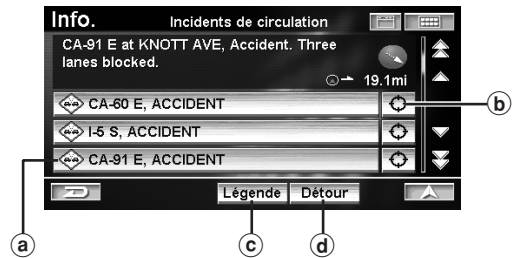 Info. Incidents de circulation
CA-91 E at KNOTT AVE, Accident. Three
lanes blocked.
19.1mi
CA-60 E, ACCIDENT
I-5 S, ACCIDENT
CA-91 E, ACCIDENT
Légende Détour
b
a
c
d